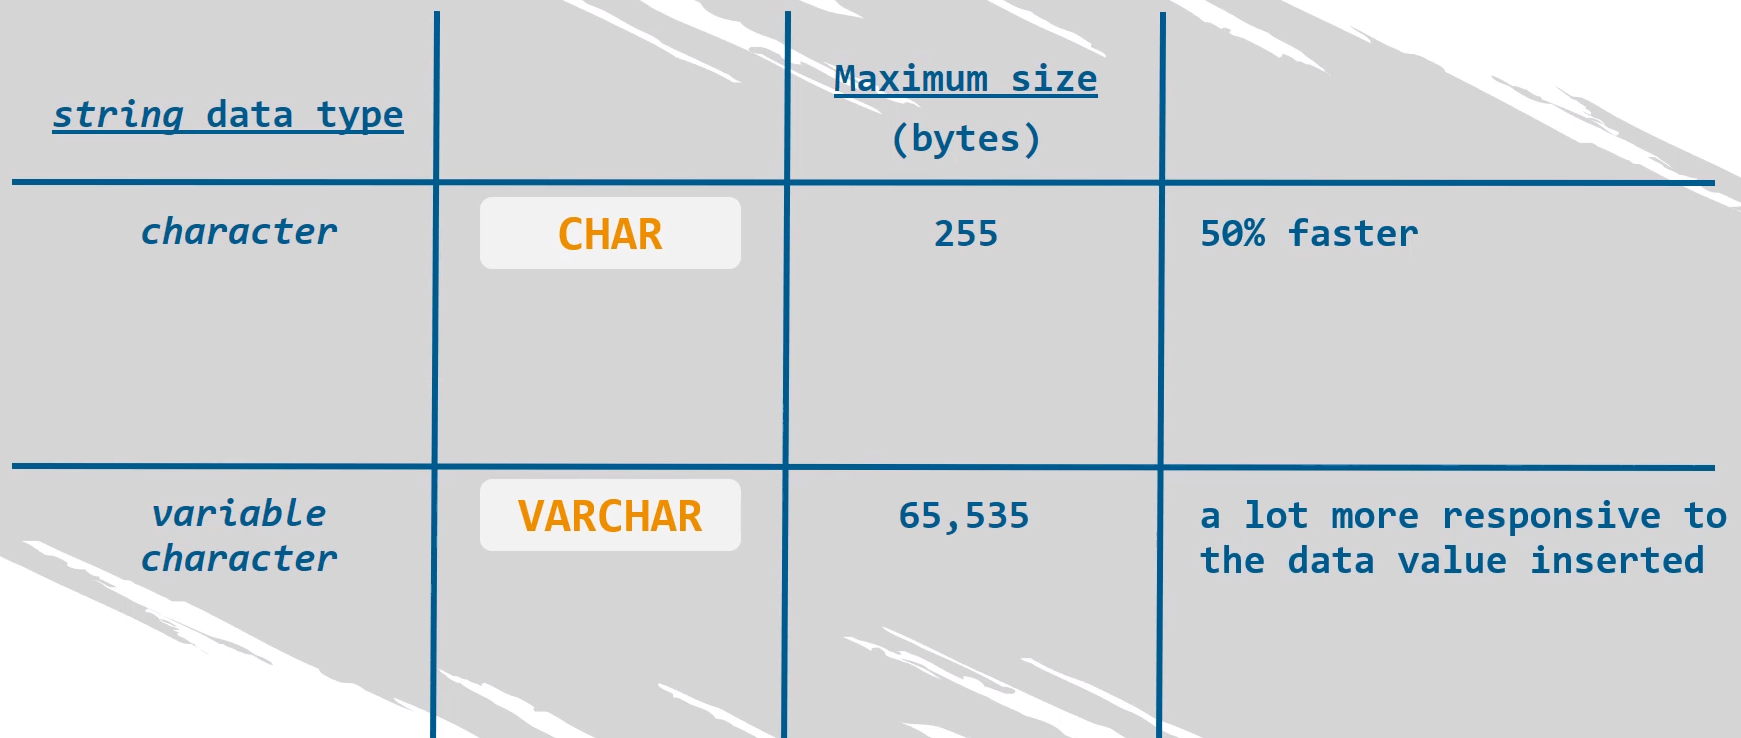 string data type
Maximum size
(bytes)
character
CHAR
255
50% faster
variable
character
VARCHAR
65,535
a lot more responsive to
the data value inserted